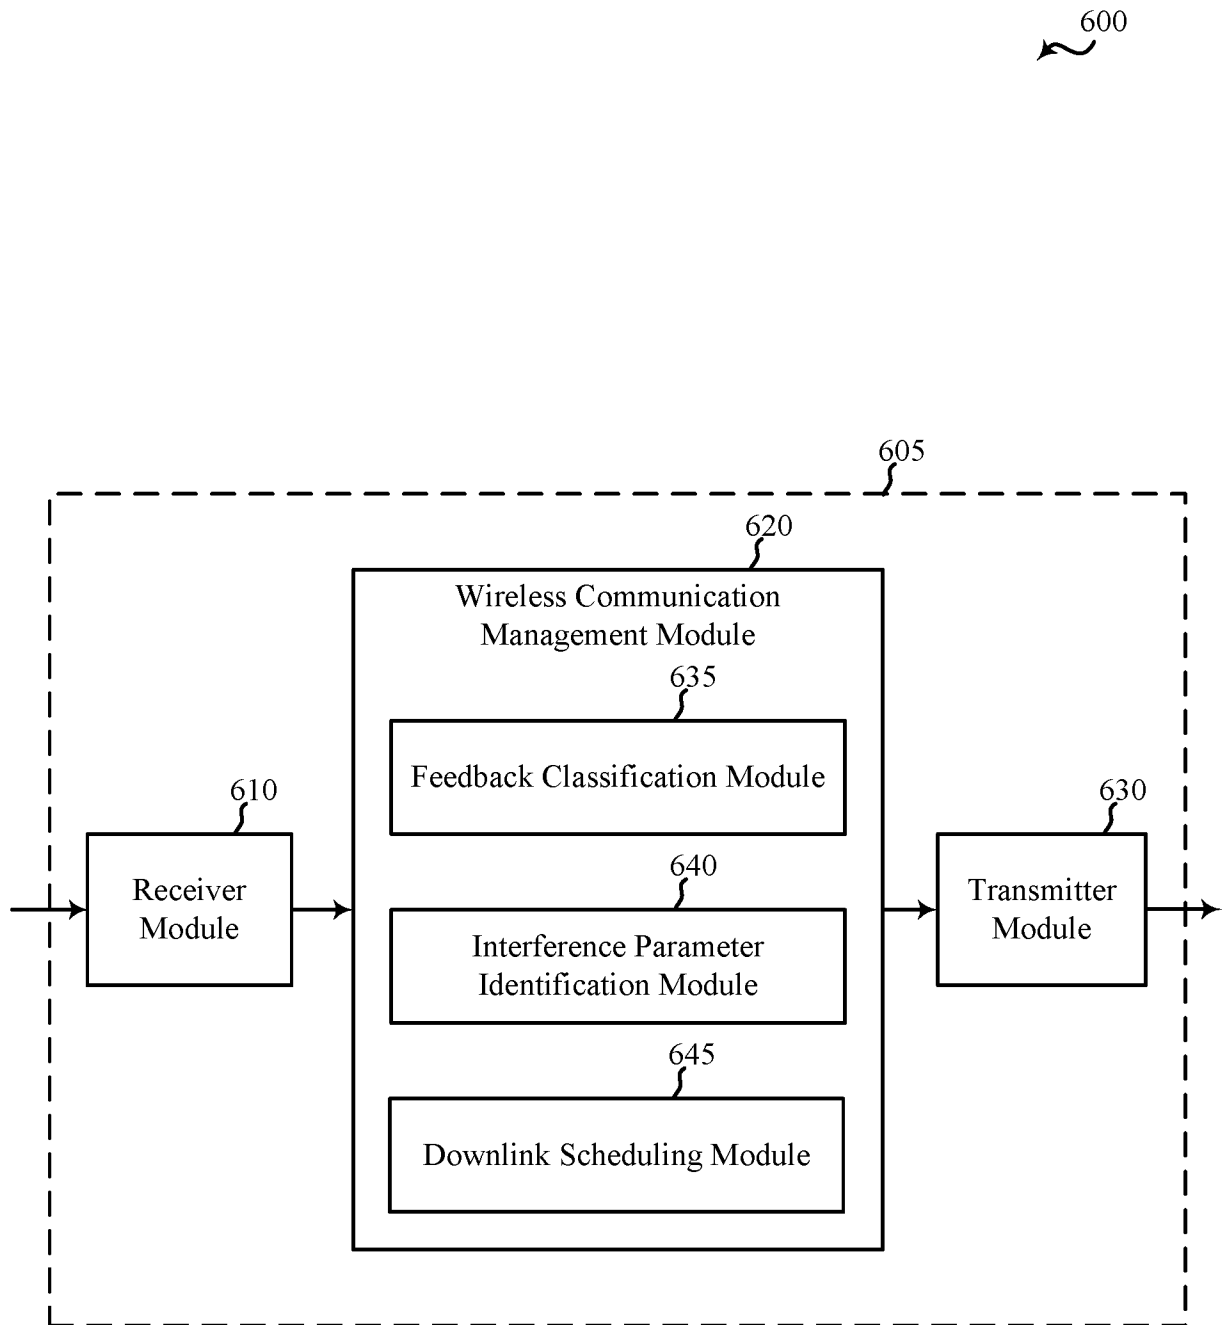 600
605
620
Wireless Communication
Management Module
635
Feedback Classification Module
610
630
Receiver
Module
640
Interference Parameter
Identification Module
Transmitter
Module
645
Downlink Scheduling Module